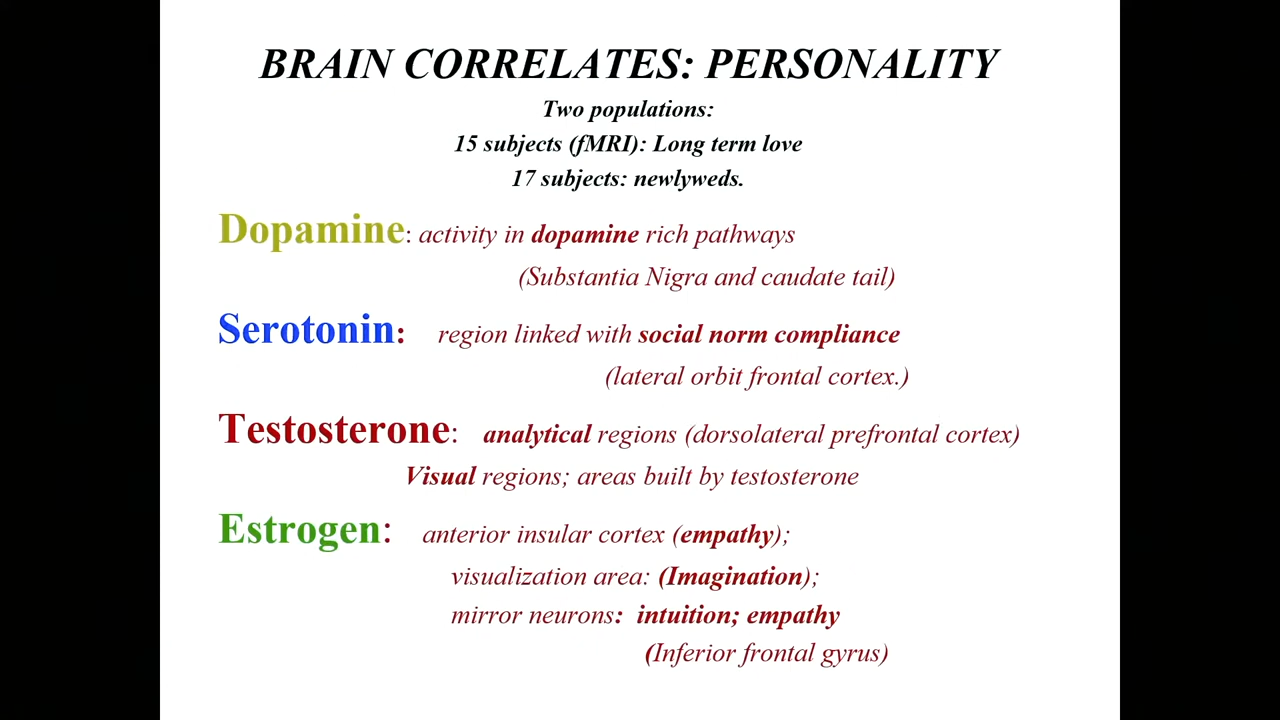 BRAIN CORRELATES: PERSONALITY
Two populations:
15 subjects (fMRI): Long term love
17 subjects: newlyweds.
Dopamine: activity in dopamine rich pathways
(Substantia Nigra and caudate tail)
Serotonin: region linked with social norm compliance
(lateral orbit frontal cortex.)
Testosterone: analytical regions (dorsolateral prefrontal cortex)
Visual regions; areas built by testosterone
Estrogen: anterior insular cortex (empathy);
visualization area: (Imagination);
mirror neurons: intuition; empathy
(Inferior frontal gyrus)